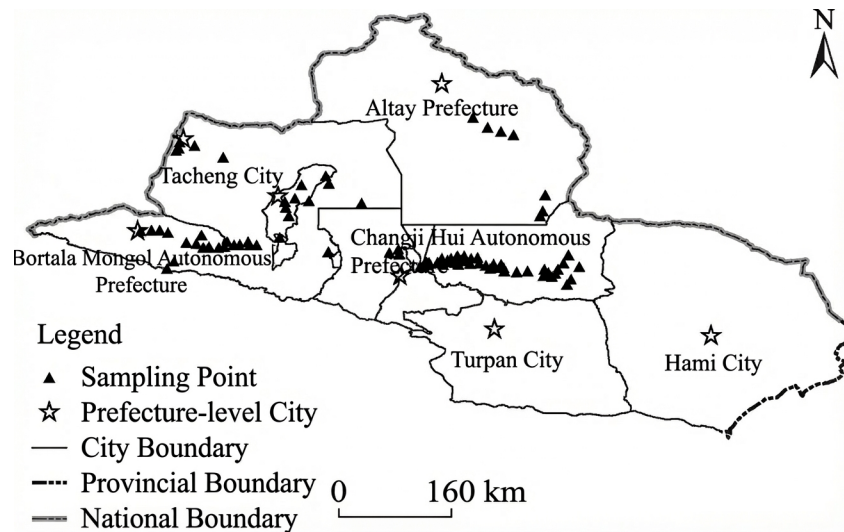 N
Altay Prefecture
Tacheng City
Changji Hui Autonomous
Prefecture
Bortala Mongol Autonomous
Prefecture
Turpan City
Hami City
Legend
Sampling Point
Prefecture-level City
City Boundary
Provincial Boundary
National Boundary
0 160 km